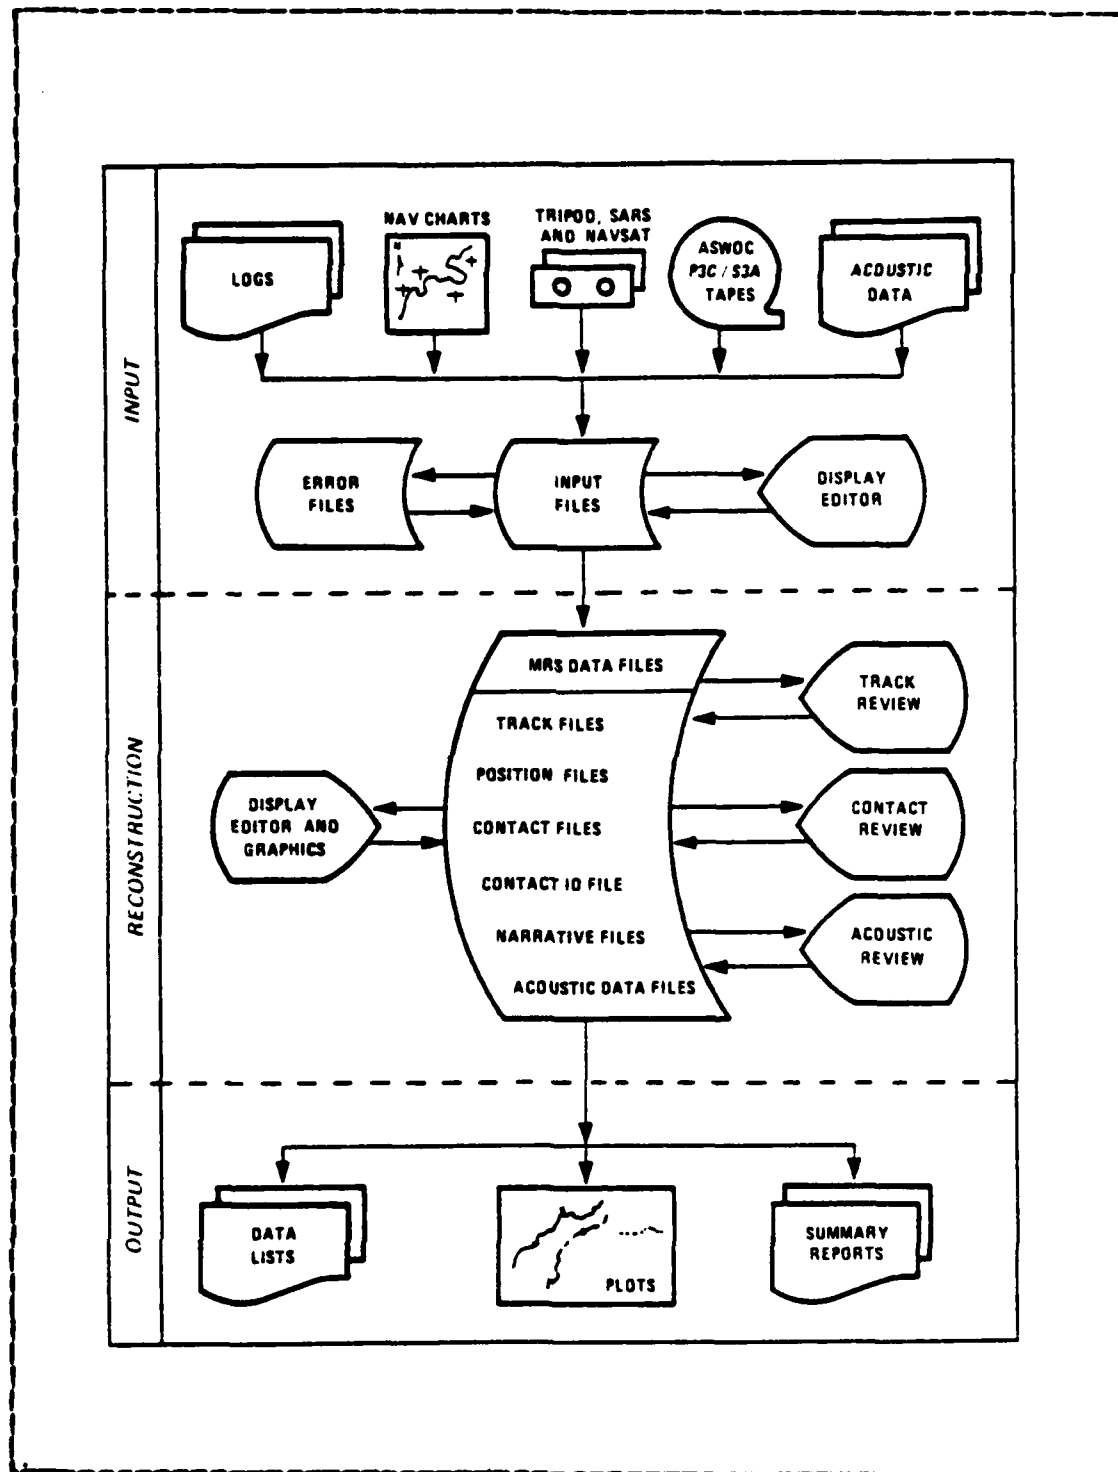 INPUT
LOGS
NAV CHARTS
N
TRIPOD, SARS
AND NAVSAT
ASWOC
P3C / S3A
TAPES
ACOUSTIC
DATA
ERROR
FILES
INPUT
FILES
DISPLAY
EDITOR
RECONSTRUCTION
MRS DATA FILES
TRACK FILES
POSITION FILES
CONTACT FILES
CONTACT ID FILE
NARRATIVE FILES
ACOUSTIC DATA FILES
DISPLAY
EDITOR AND
GRAPHICS
TRACK
REVIEW
CONTACT
REVIEW
ACOUSTIC
REVIEW
OUTPUT
DATA
LISTS
PLOTS
SUMMARY
REPORTS